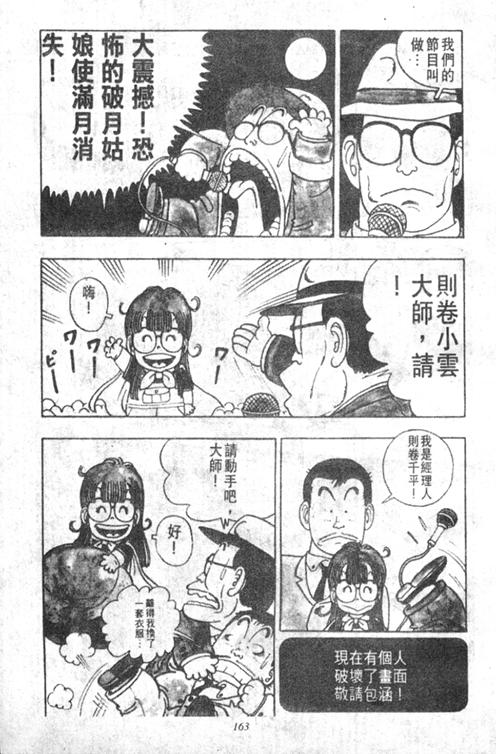 我們的
節目叫
做…
大震撼！恐
怖的破月姑
娘使滿月消
失！
則卷小雲
大師，請
！
嗨！
ワー
ワー
ワー
ピー
我是經理人
則卷千平！
請動手吧，
大師！
好！
難得我換了
一套衣服…
現在有個人
破壞了畫面
敬請包涵！
163